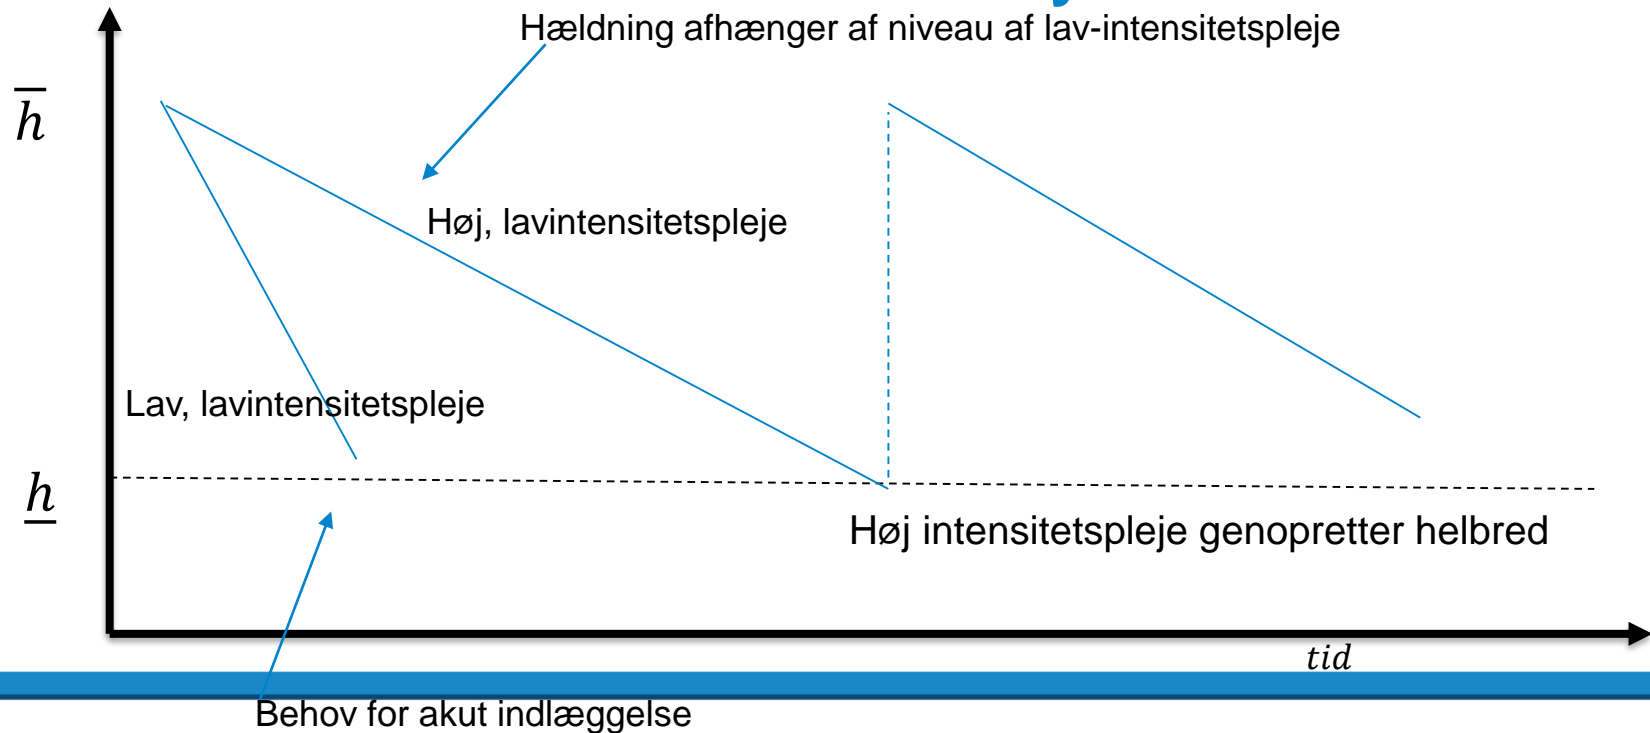 Hældning afhænger af niveau af lav-intensitetspleje
h̅
Høj, lavintensitetspleje
Lav, lavintensitetspleje
h̲
Høj intensitetspleje genopretter helbred
tid
Behov for akut indlæggelse